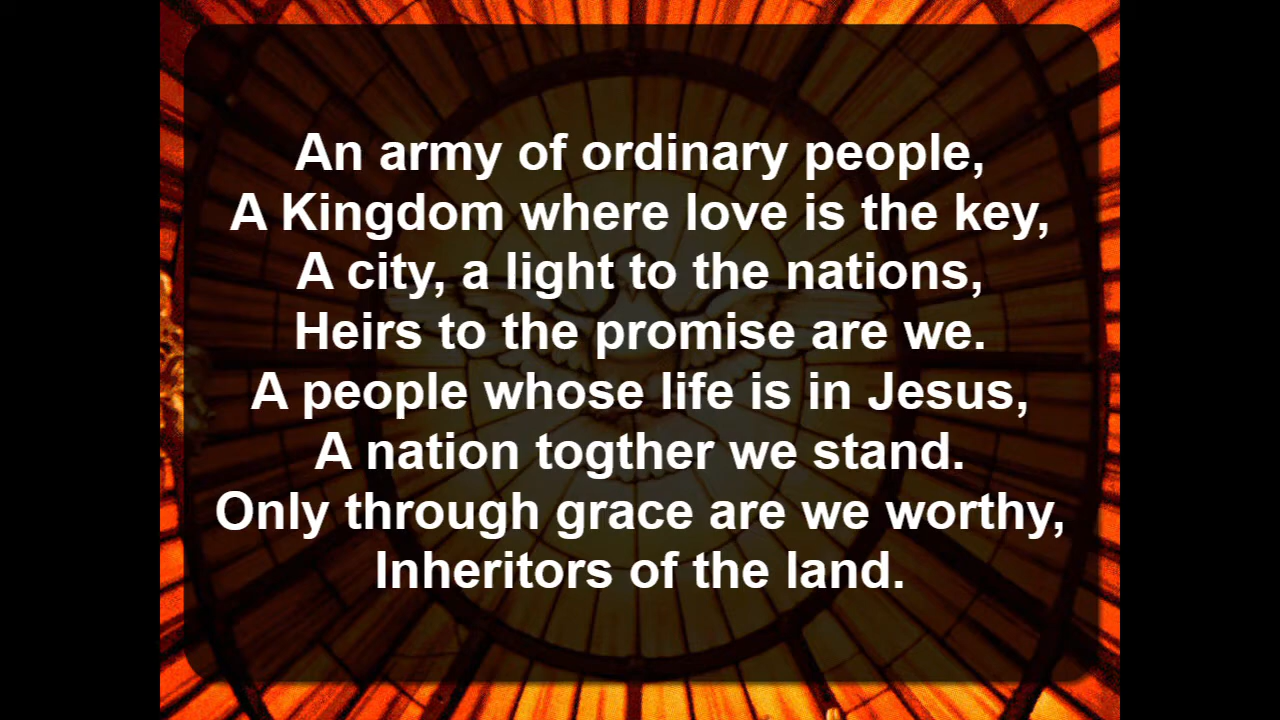 An army of ordinary people,
A Kingdom where love is the key,
A city, a light to the nations,
Heirs to the promise are we.
A people whose life is in Jesus,
A nation togther we stand.
Only through grace are we worthy,
Inheritors of the land.